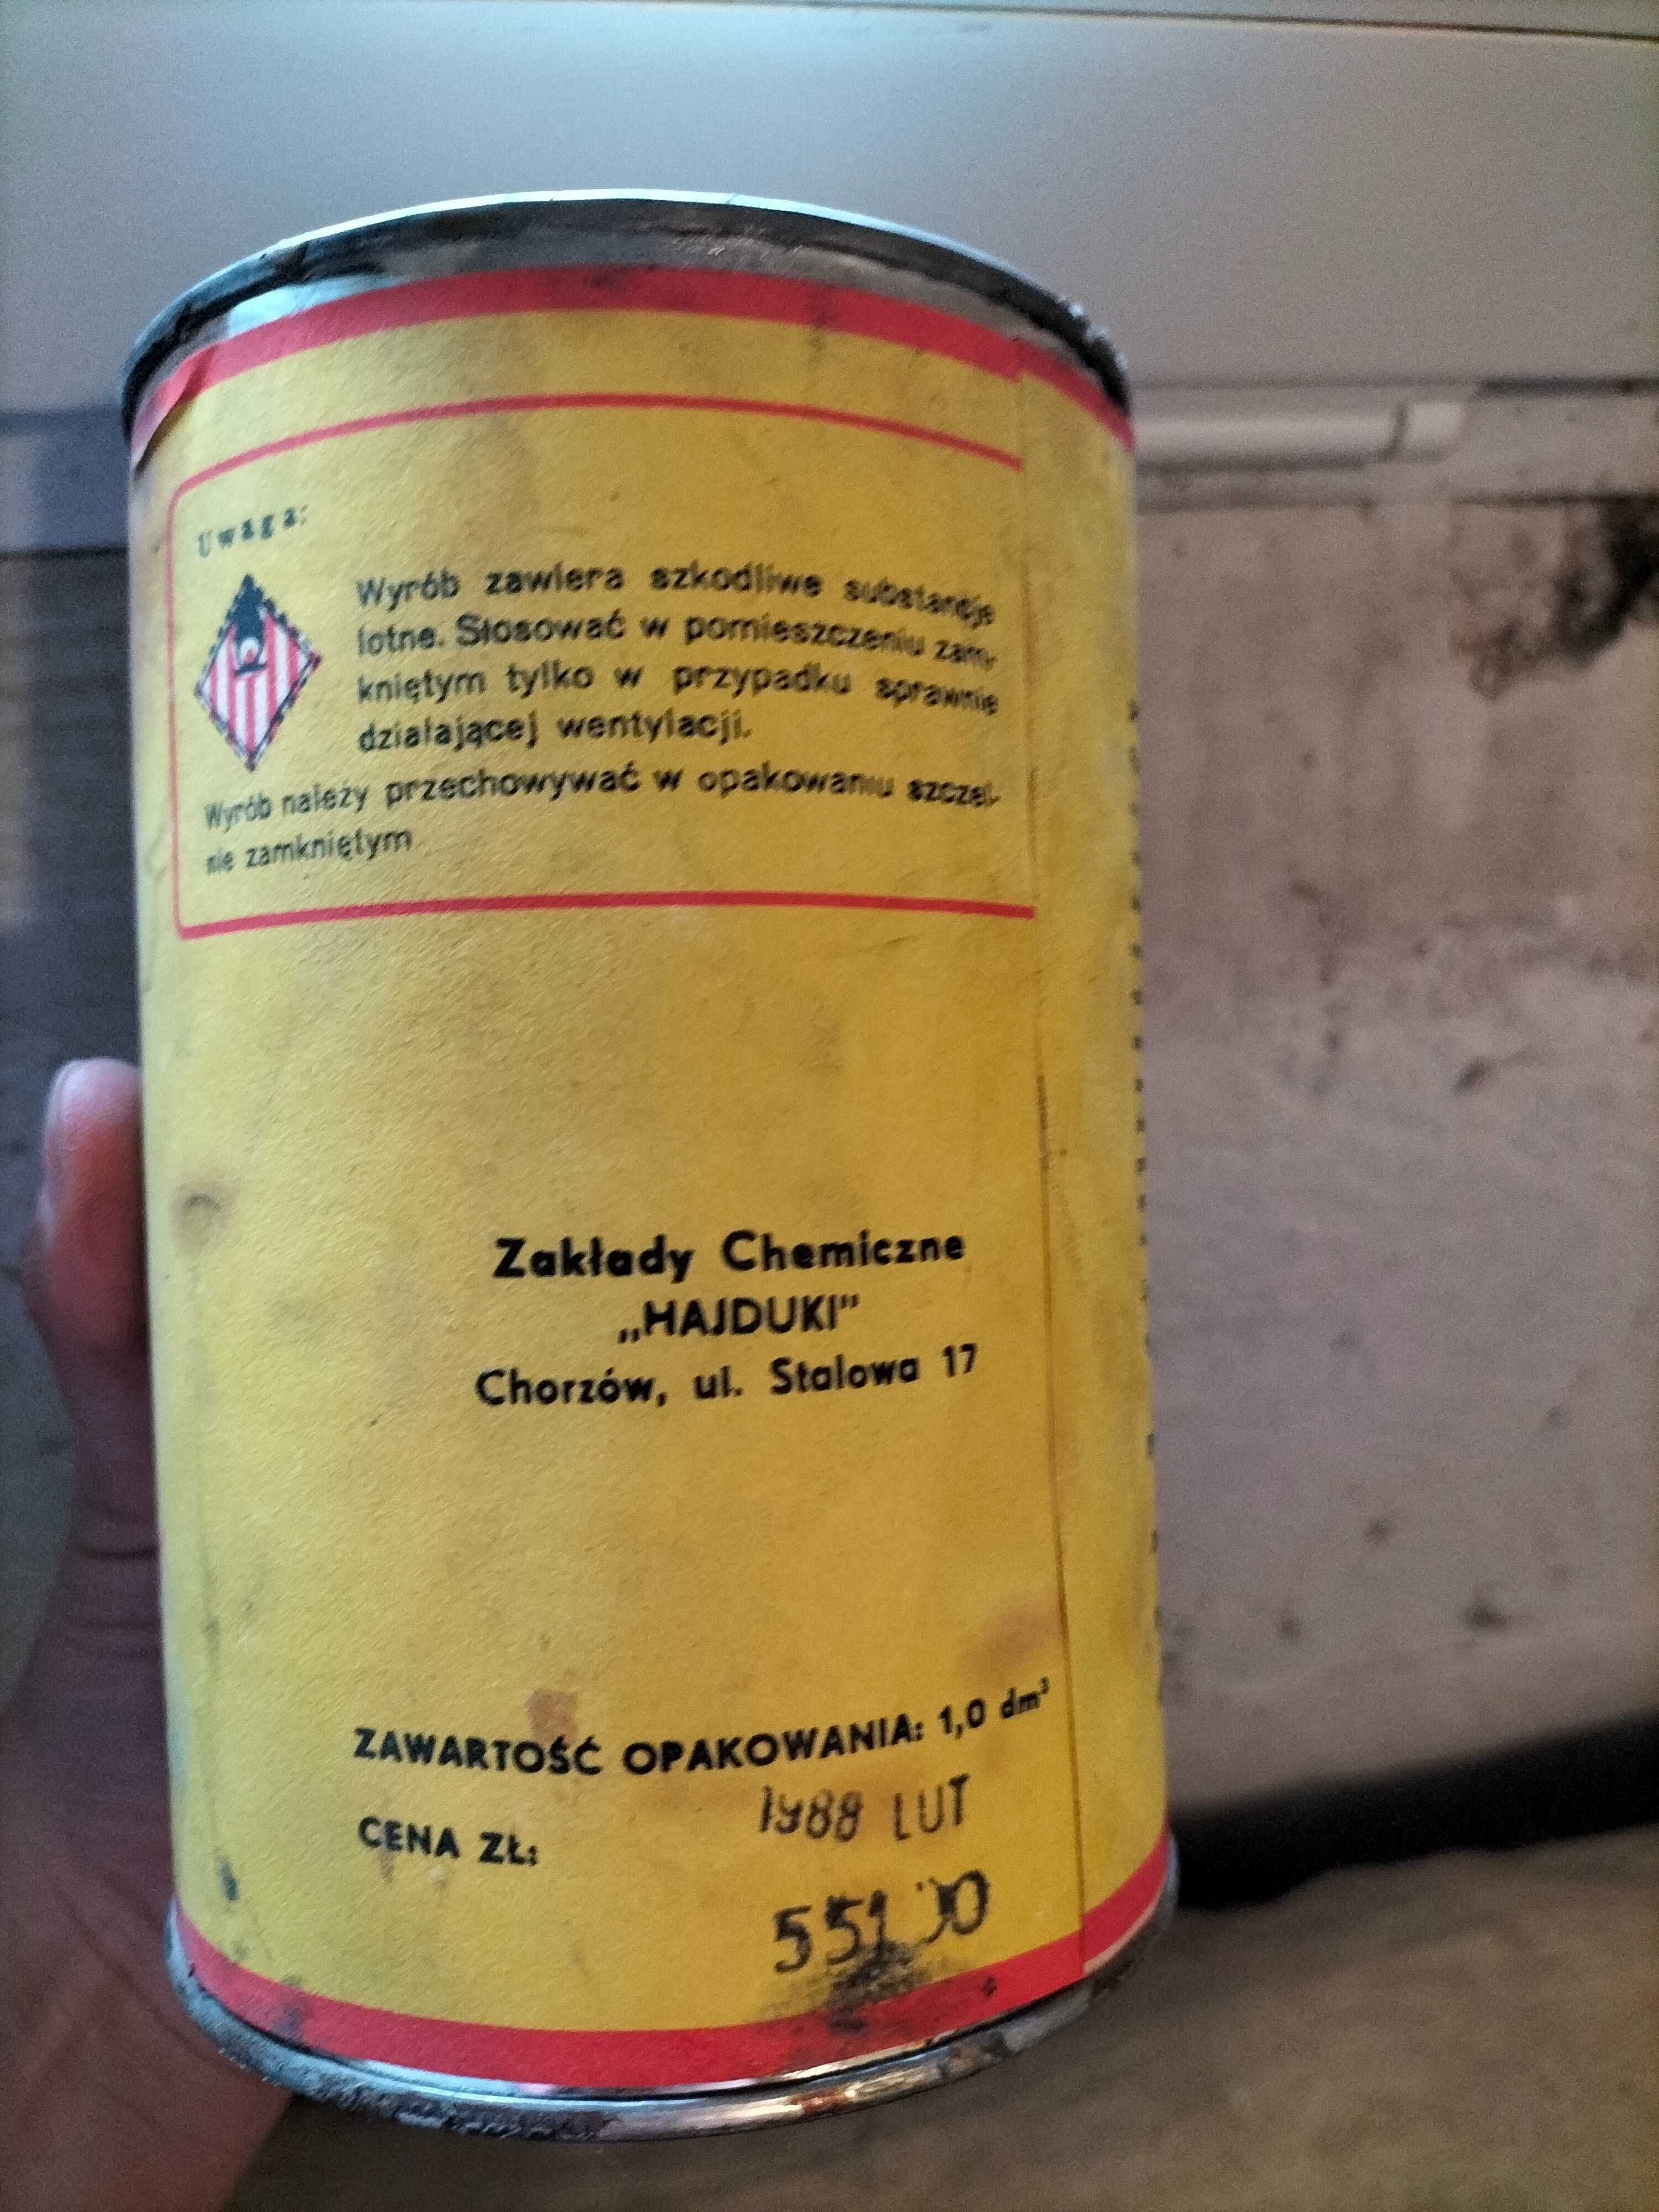 Uwaga:
Wyrób zawiera szkodliwe substancje
lotne. Stosować w pomieszczeniu zam-
kniętym tylko w przypadku sprawnie
działającej wentylacji.
Wyrób należy przechowywać w opakowaniu szczel-
nie zamkniętym
Zakłady Chemiczne
„HAJDUKI”
Chorzów, ul. Stalowa 17
ZAWARTOŚĆ OPAKOWANIA: 1,0 dm³
1988 LUT
CENA ZŁ: